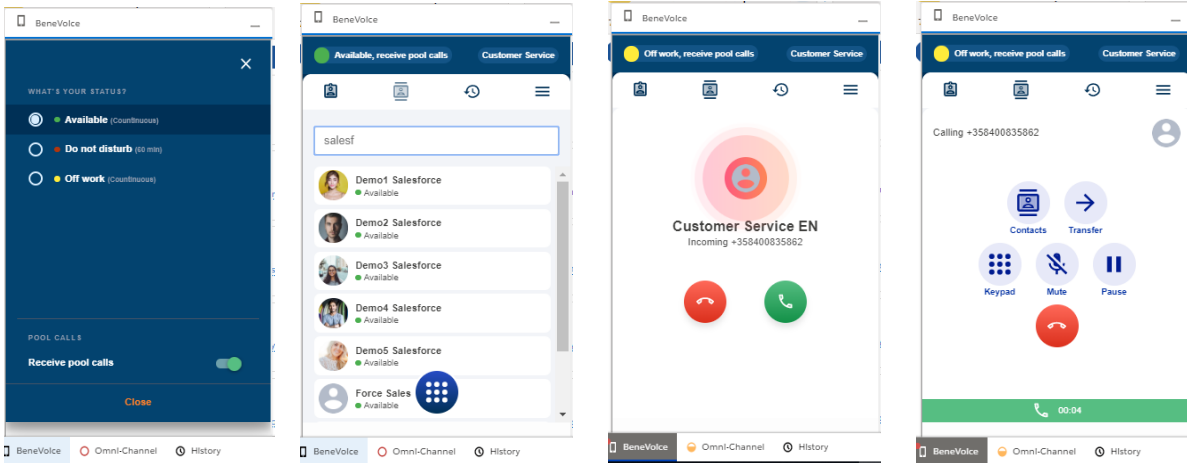 BeneVoIce
WHAT'S YOUR STATUS?
Available (Countinuous)
Do not disturb (60 min)
Off work (Countinuous)
POOL CALLS
Receive pool calls
Close
BeneVoIce
OmnI-Channel
HIstory
BeneVoIce
Available, receive pool calls
Customer Service
salesf
Demo1 Salesforce
Available
Demo2 Salesforce
Available
Demo3 Salesforce
Available
Demo4 Salesforce
Available
Demo5 Salesforce
Available
Force Sales
Available
BeneVoIce
OmnI-Channel
HIstory
BeneVoIce
Off work, receive pool calls
Customer Service
Customer Service EN
Incoming +358400835862
BeneVoIce
OmnI-Channel
HIstory
BeneVoIce
Off work, receive pool calls
Customer Service
Calling +358400835862
Contacts
Transfer
Keypad
Mute
Pause
00:04
BeneVoIce
OmnI-Channel
HIstory